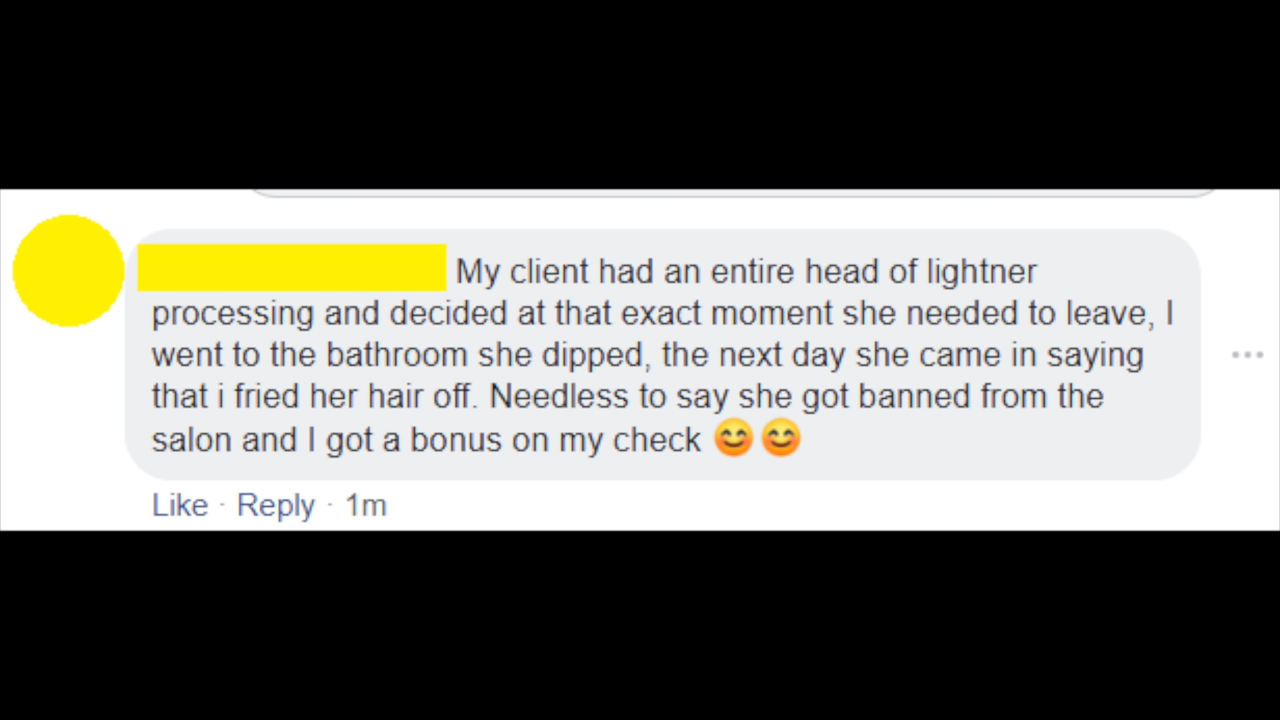 My client had an entire head of lightner
processing and decided at that exact moment she needed to leave, I
went to the bathroom she dipped, the next day she came in saying
that i fried her hair off. Needless to say she got banned from the
salon and I got a bonus on my check 😊😊
Like · Reply · 1m